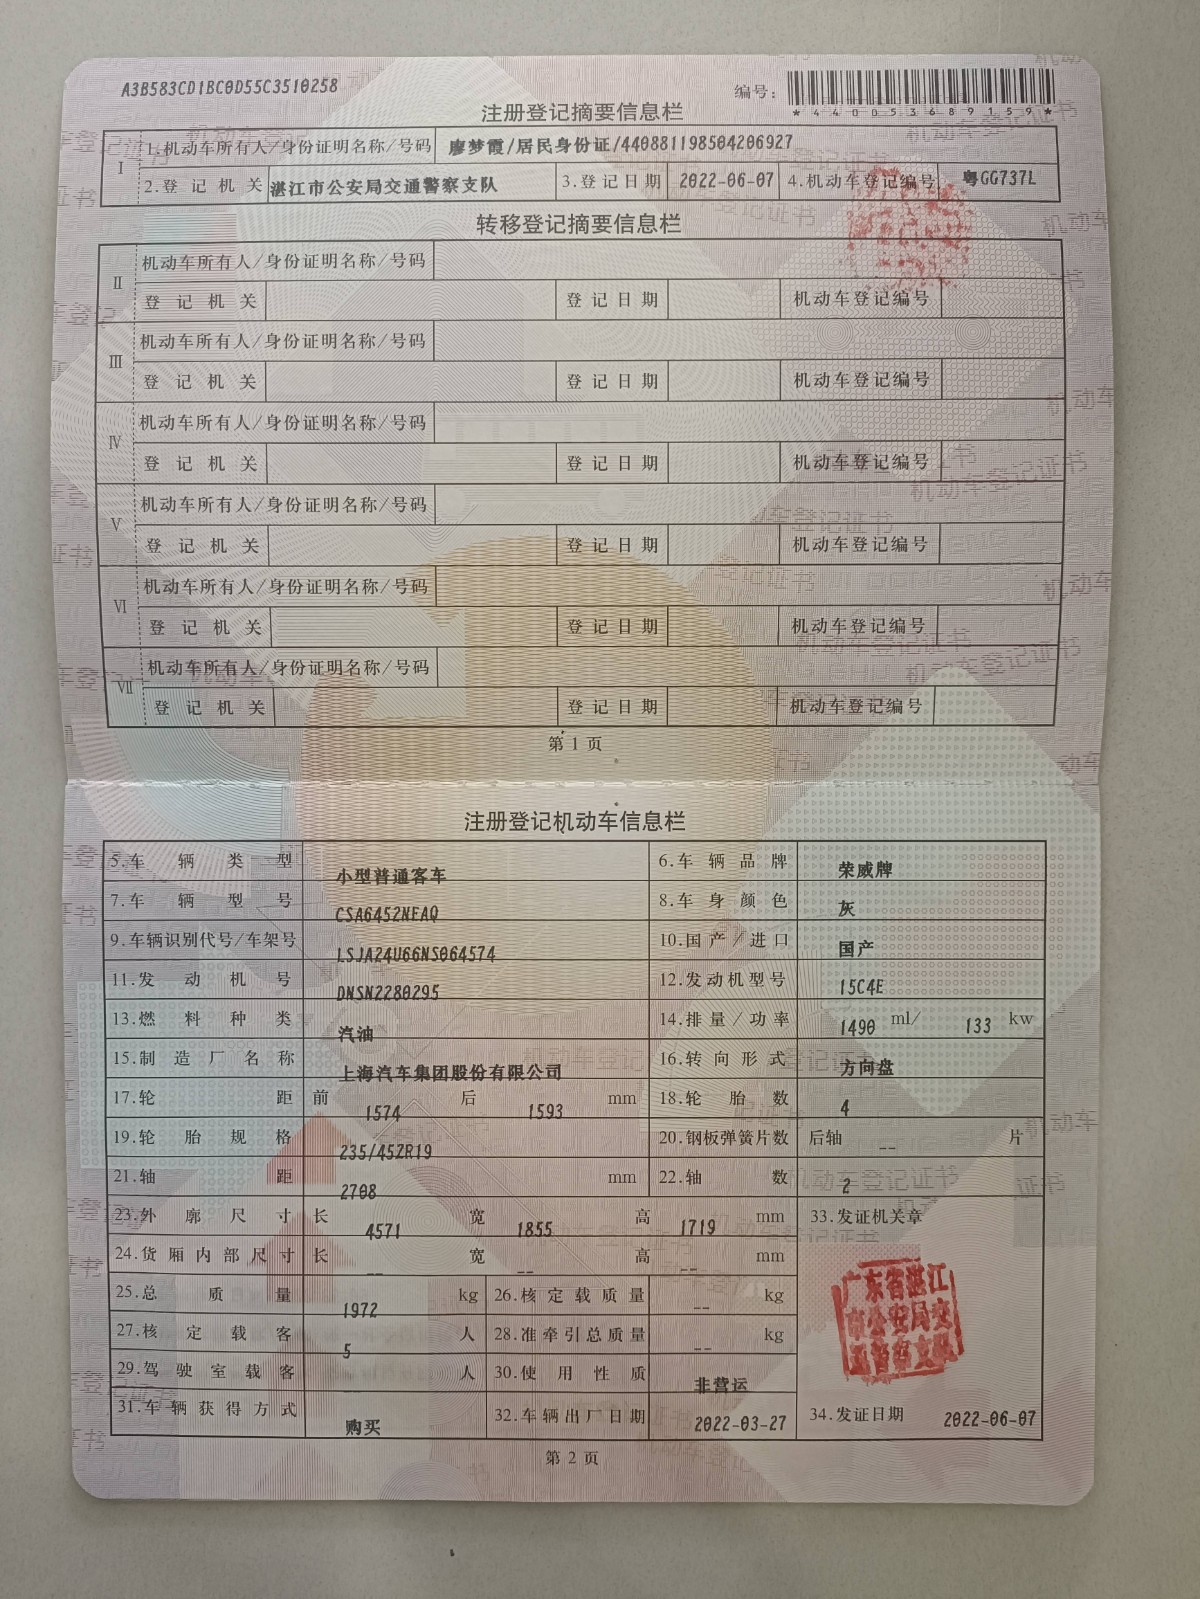 A3B583CD1BC0D55C3510258
编号:
*440053689159*
注册登记摘要信息栏
Ⅰ 1.机动车所有人/身份证明名称/号码 廖梦霞/居民身份证/440881198504206927
2.登记机关 湛江市公安局交通警察支队 3.登记日期 2022-06-07 4.机动车登记编号 粤GG737L
转移登记摘要信息栏
Ⅱ 机动车所有人/身份证明名称/号码
登记机关 登记日期 机动车登记编号
Ⅲ 机动车所有人/身份证明名称/号码
登记机关 登记日期 机动车登记编号
Ⅳ 机动车所有人/身份证明名称/号码
登记机关 登记日期 机动车登记编号
Ⅴ 机动车所有人/身份证明名称/号码
登记机关 登记日期 机动车登记编号
Ⅵ 机动车所有人/身份证明名称/号码
登记机关 登记日期 机动车登记编号
Ⅶ 机动车所有人/身份证明名称/号码
登记机关 登记日期 机动车登记编号
第1页
注册登记机动车信息栏
5.车辆类型 小型普通客车 6.车辆品牌 荣威牌
7.车辆型号 CSA6452NEAQ 8.车身颜色 灰
9.车辆识别代号/车架号 LSJA24U66NS064574 10.国产/进口 国产
11.发动机号 DNSN2280295 12.发动机型号 15C4E
13.燃料种类 汽油 14.排量/功率 1490 ml/ 133 kw
15.制造厂名称 上海汽车集团股份有限公司 16.转向形式 方向盘
17.轮距 前 1574 后 1593 mm 18.轮胎数 4
19.轮胎规格 235/45ZR19 20.钢板弹簧片数 后轴 -- 片
21.轴距 2708 mm 22.轴数 2
23.外廓尺寸 长 4571 宽 1855 高 1719 mm 33.发证机关章
24.货厢内部尺寸 长 -- 宽 -- 高 -- mm
25.总质量 1972 kg 26.核定载质量 -- kg
27.核定载客 5 人 28.准牵引总质量 -- kg
29.驾驶室载客 -- 人 30.使用性质 非营运
31.车辆获得方式 购买 32.车辆出厂日期 2022-03-27 34.发证日期 2022-06-07
广东省湛江
市公安局交
通警察支队
第2页